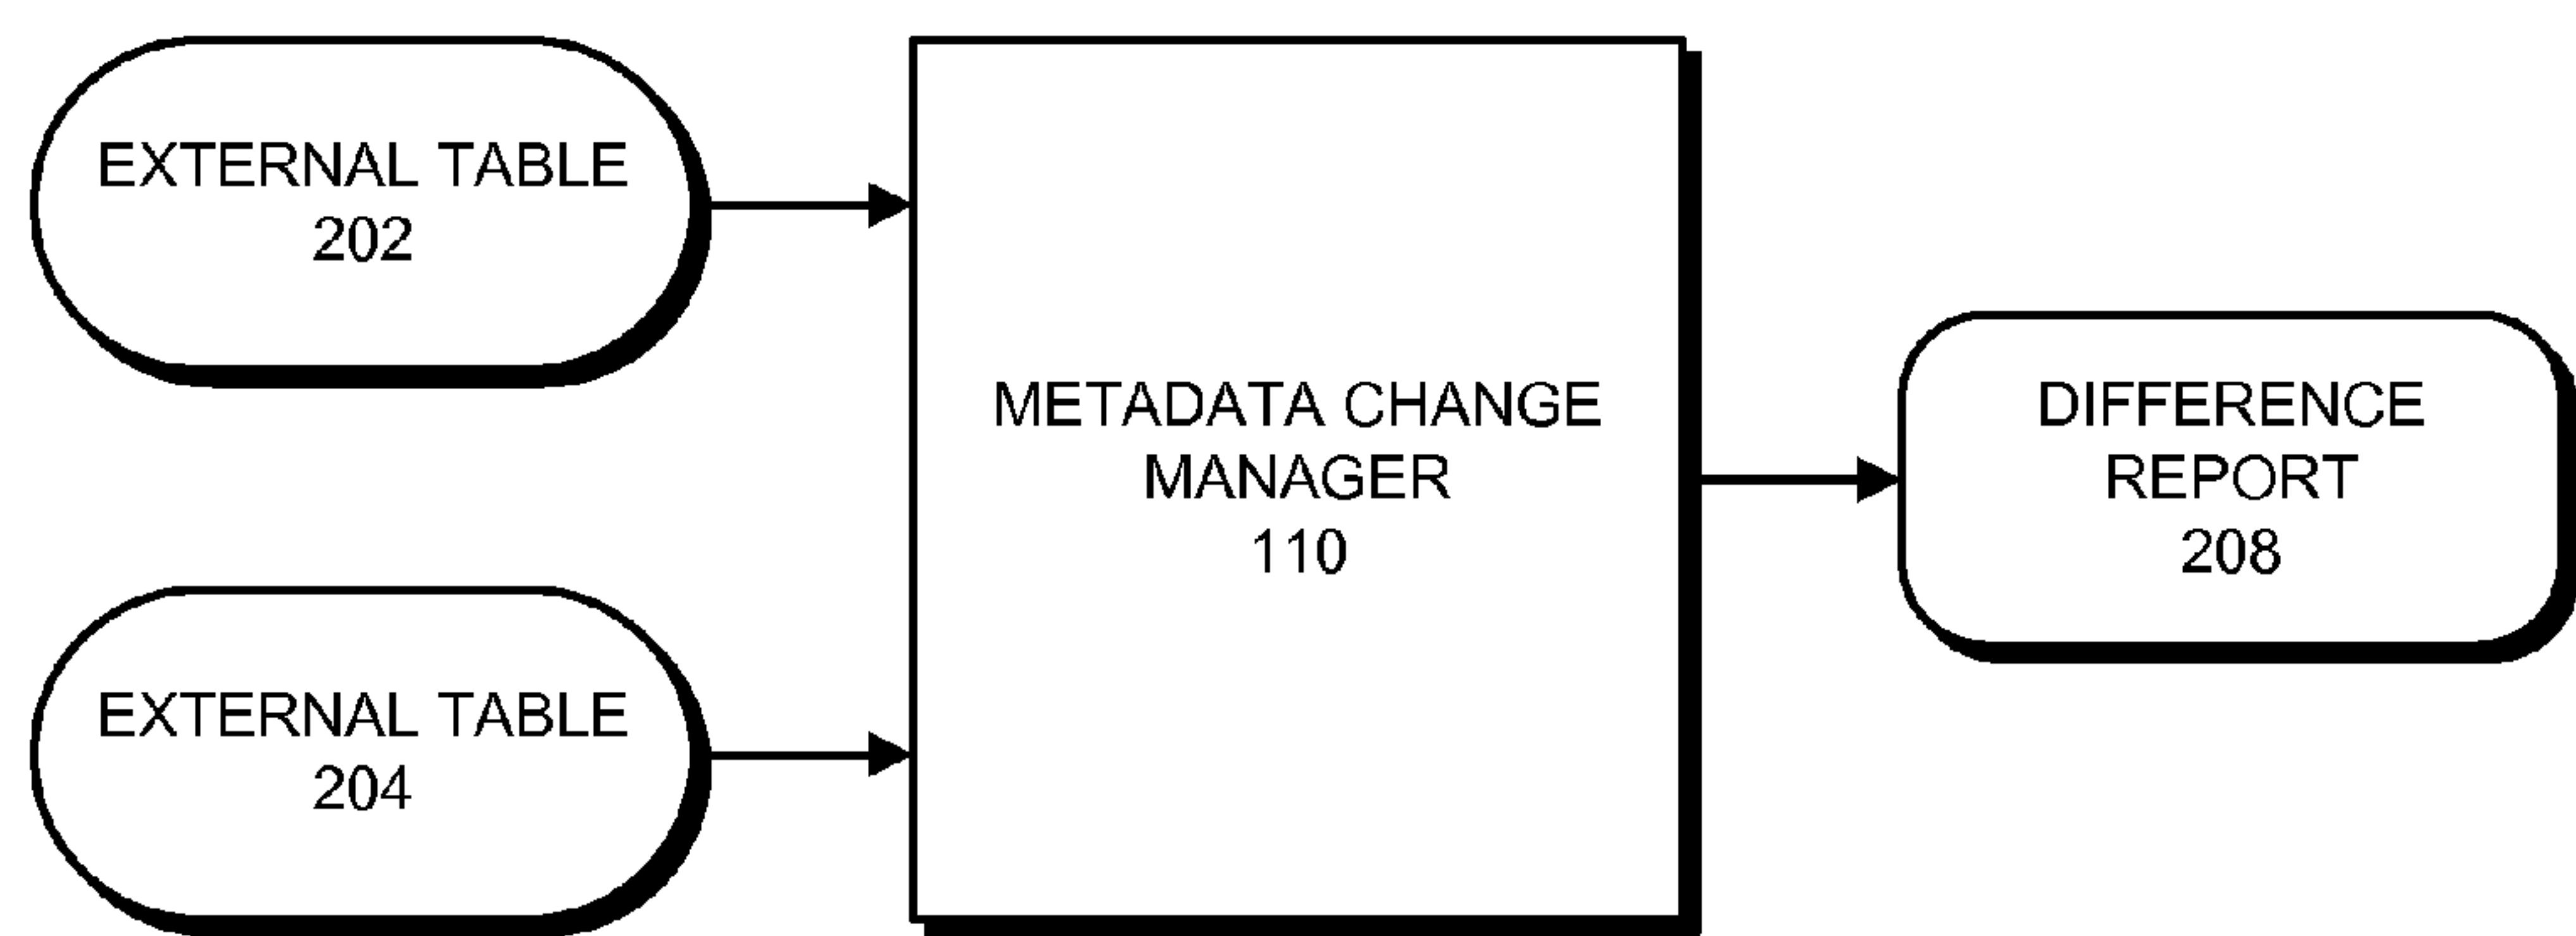 EXTERNAL TABLE
202
EXTERNAL TABLE
204
METADATA CHANGE
MANAGER
110
DIFFERENCE
REPORT
208